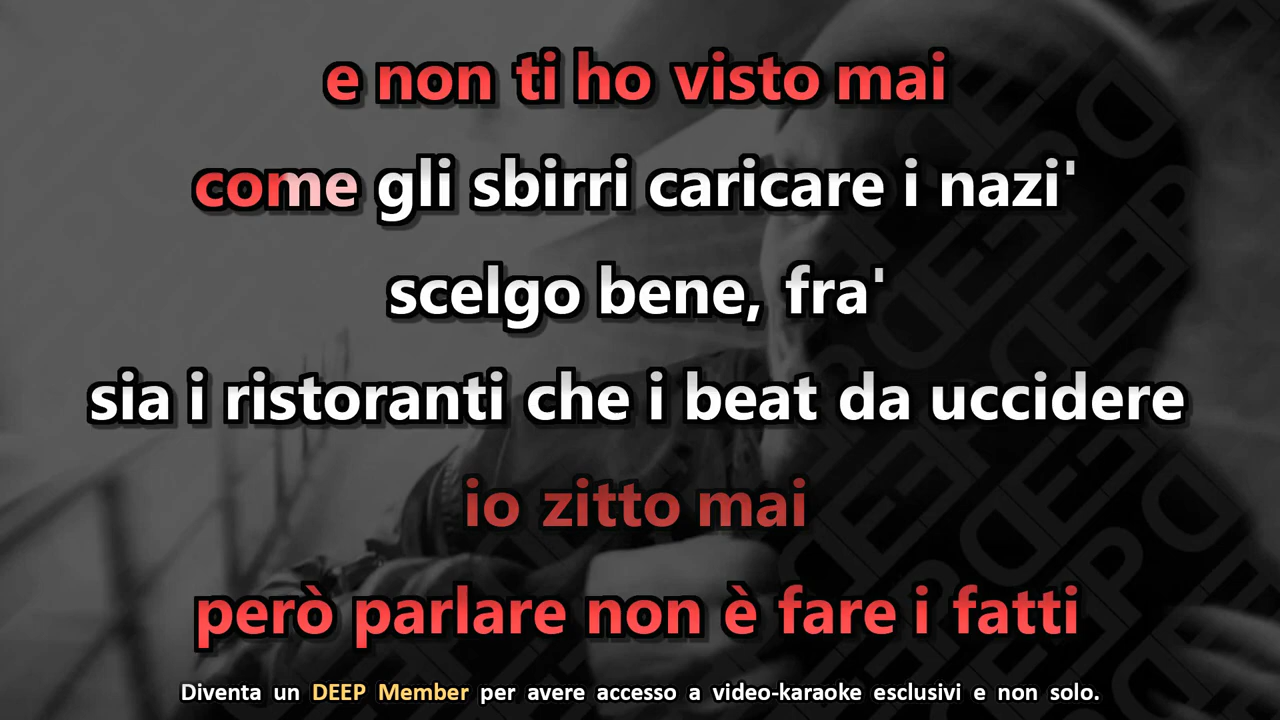 e non ti ho visto mai
come gli sbirri caricare i nazi'
scelgo bene, fra'
sia i ristoranti che i beat da uccidere
io zitto mai
però parlare non è fare i fatti
Diventa un DEEP Member per avere accesso a video-karaoke esclusivi e non solo.